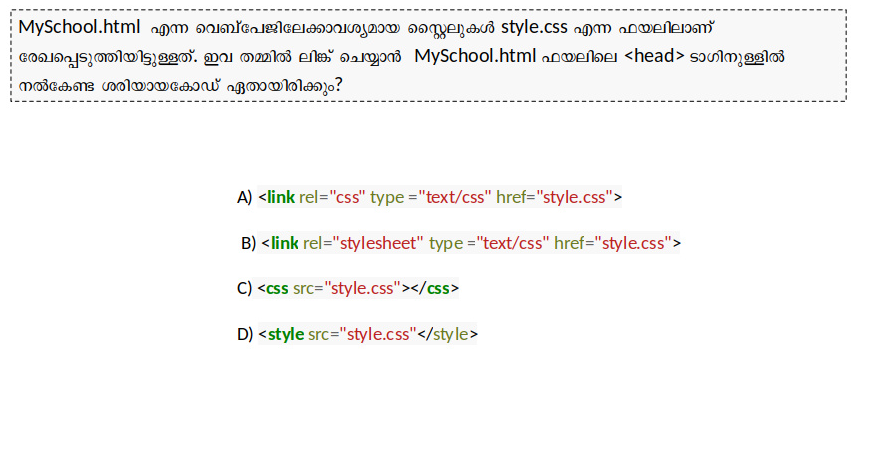 MySchool.html എന്ന വെബ്പേജിലേക്കാവശ്യമായ സ്റ്റൈലുകൾ style.css എന്ന ഫയലിലാണ്
രേഖപ്പെടുത്തിയിട്ടുള്ളത്. ഇവ തമ്മിൽ ലിങ്ക് ചെയ്യാൻ MySchool.html ഫയലിലെ <head> ടാഗിനുള്ളിൽ
നൽകേണ്ട ശരിയായകോഡ് ഏതായിരിക്കും?
A) <link rel="css" type ="text/css" href="style.css">
B) <link rel="stylesheet" type ="text/css" href="style.css">
C) <css src="style.css"></css>
D) <style src="style.css"</style>